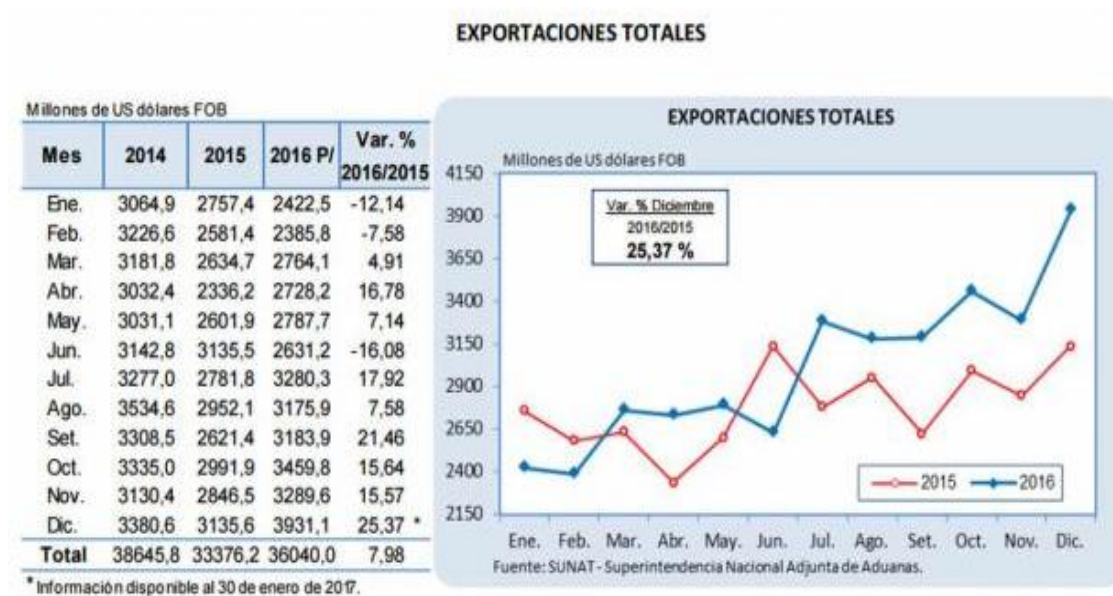 EXPORTACIONES TOTALES
Millones de US dólares FOB
Mes 2014 2015 2016 P/ Var. % 2016/2015
Ene. 3064,9 2757,4 2422,5 -12,14
Feb. 3226,6 2581,4 2385,8 -7,58
Mar. 3181,8 2634,7 2764,1 4,91
Abr. 3032,4 2336,2 2728,2 16,78
May. 3031,1 2601,9 2787,7 7,14
Jun. 3142,8 3135,5 2631,2 -16,08
Jul. 3277,0 2781,8 3280,3 17,92
Ago. 3534,6 2952,1 3175,9 7,58
Set. 3308,5 2621,4 3183,9 21,46
Oct. 3335,0 2991,9 3459,8 15,64
Nov. 3130,4 2846,5 3289,6 15,57
Dic. 3380,6 3135,6 3931,1 25,37 *
Total 38645,8 33376,2 36040,0 7,98
* Información disponible al 30 de enero de 2017.
EXPORTACIONES TOTALES
Millones de US dólares FOB
4150
3900
3650
3400
3150
2900
2650
2400
2150
Var. % Diciembre
2016/2015
25,37 %
2015 2016
Ene. Feb. Mar. Abr. May. Jun. Jul. Ago. Set. Oct. Nov. Dic.
Fuente: SUNAT - Superintendencia Nacional Adjunta de Aduanas.